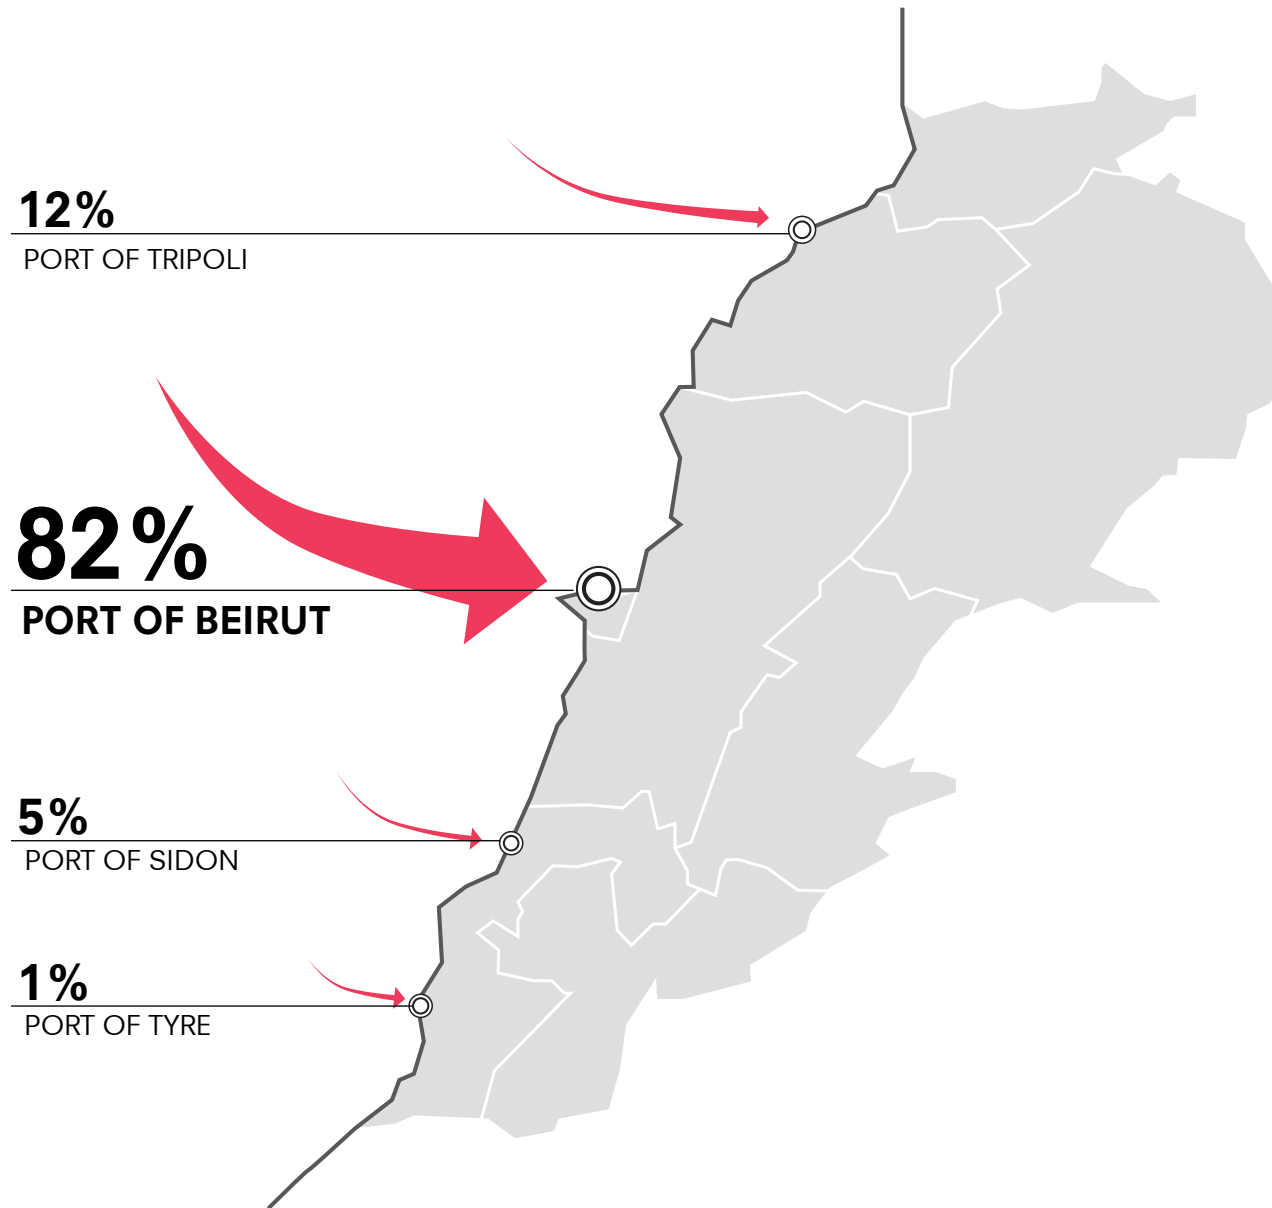 12%
PORT OF TRIPOLI
82%
PORT OF BEIRUT
5%
PORT OF SIDON
1%
PORT OF TYRE